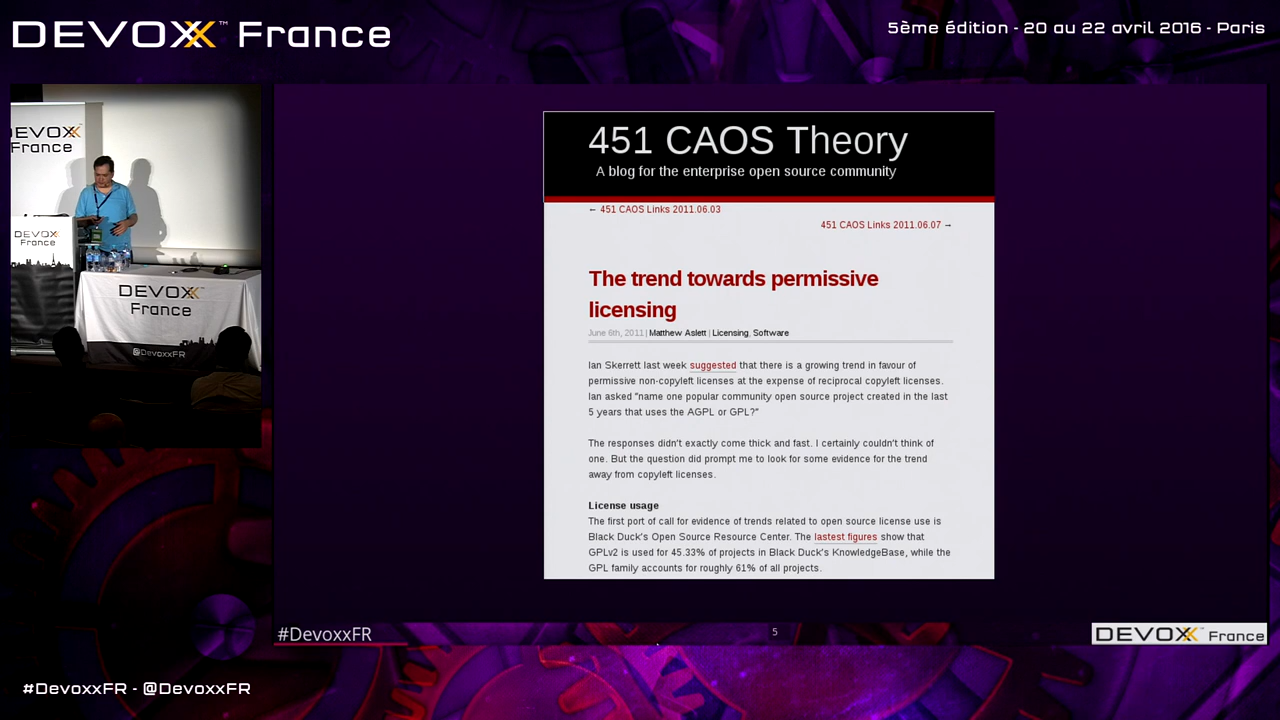 DEVOXX™ France
5ème édition - 20 au 22 avril 2016 - Paris
DEVOXX
France
DEVOXX
France
DEVOXX
France
@DevoxxFR
451 CAOS Theory
A blog for the enterprise open source community
← 451 CAOS Links 2011.06.03
451 CAOS Links 2011.06.07 →
The trend towards permissive
licensing
June 6th, 2011 | Matthew Aslett | Licensing, Software
Ian Skerrett last week suggested that there is a growing trend in favour of
permissive non-copyleft licenses at the expense of reciprocal copyleft licenses.
Ian asked "name one popular community open source project created in the last
5 years that uses the AGPL or GPL?"
The responses didn't exactly come thick and fast. I certainly couldn't think of
one. But the question did prompt me to look for some evidence for the trend
away from copyleft licenses.
License usage
The first port of call for evidence of trends related to open source license use is
Black Duck's Open Source Resource Center. The lastest figures show that
GPLv2 is used for 45.33% of projects in Black Duck's KnowledgeBase, while the
GPL family accounts for roughly 61% of all projects.
#DevoxxFR
5
DEVOXX France
#DevoxxFR - @DevoxxFR